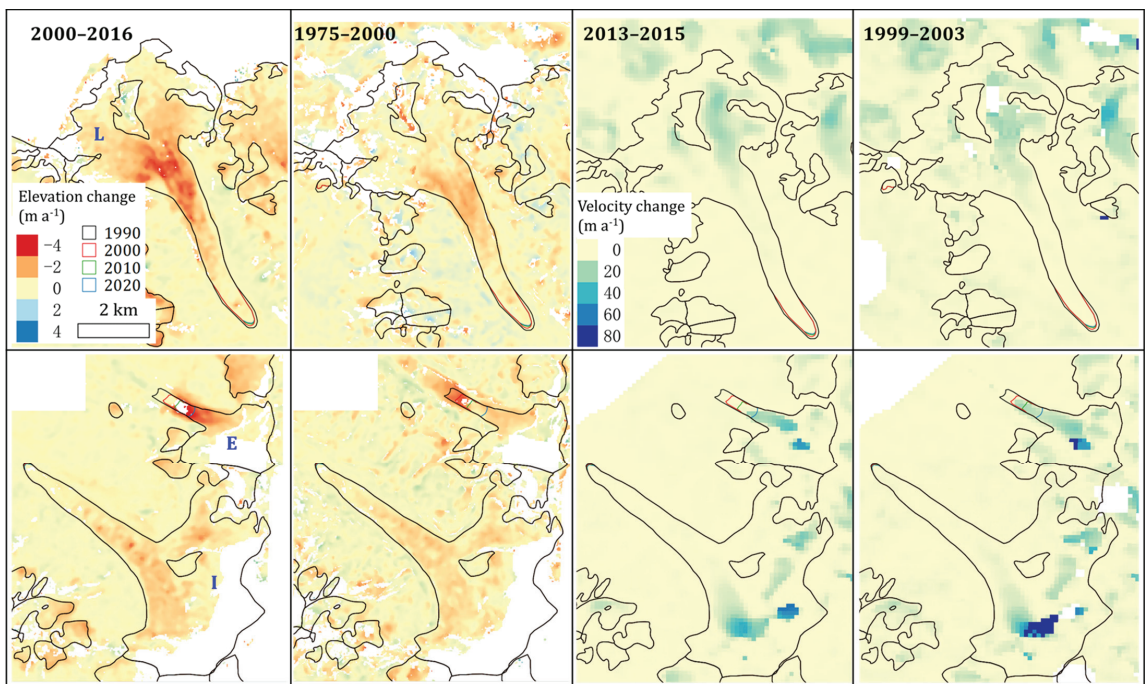 2000–2016
1975–2000
2013–2015
1999–2003
L
Elevation change
(m a⁻¹)
−4
−2
0
2
4
1990
2000
2010
2020
2 km
Velocity change
(m a⁻¹)
0
20
40
60
80
E
I